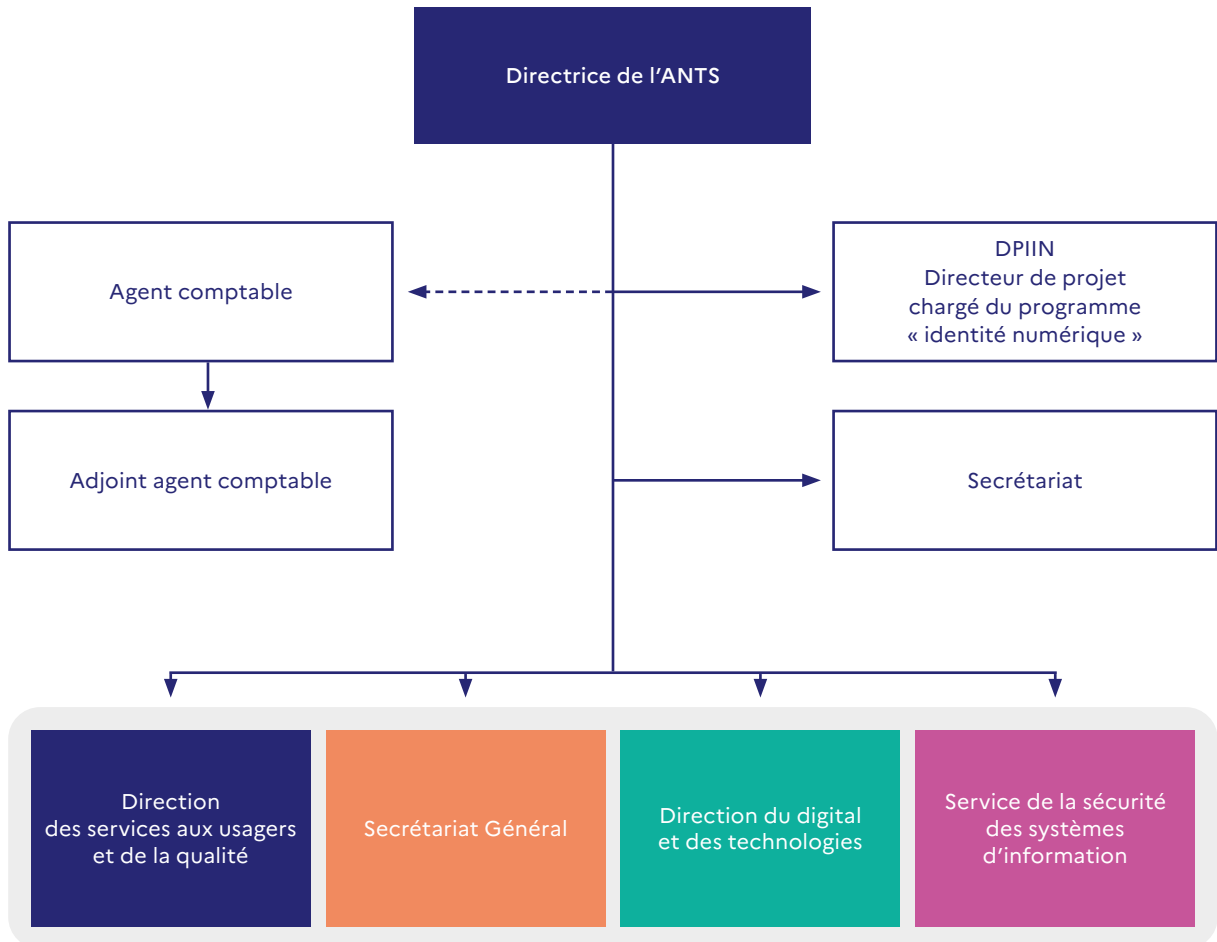 Directrice de l'ANTS
Agent comptable
DPIIN
Directeur de projet
chargé du programme
« identité numérique »
Adjoint agent comptable
Secrétariat
Direction
des services aux usagers
et de la qualité
Secrétariat Général
Direction du digital
et des technologies
Service de la sécurité
des systèmes
d'information